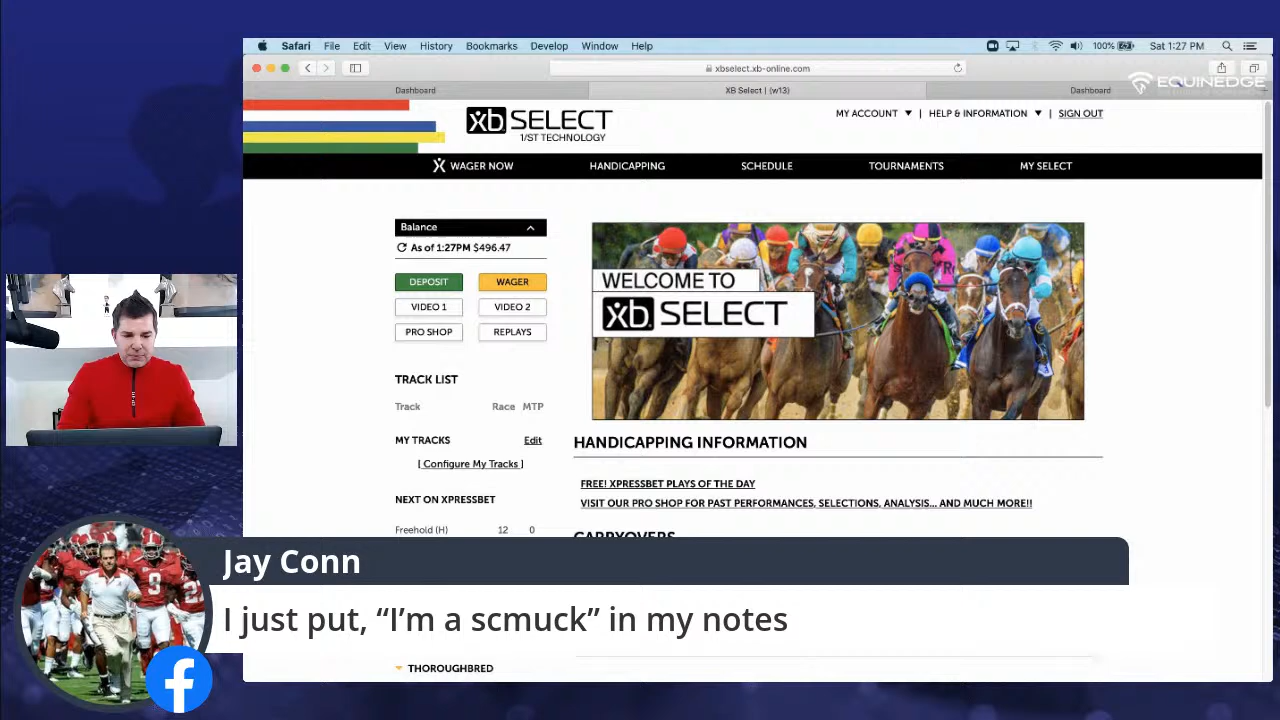 Safari File Edit View History Bookmarks Develop Window Help 100% Sat 1:27 PM
xbselect.xb-online.com
Dashboard XB Select | (w13) Dashboard
EQUINEDGE
xb SELECT
1/ST TECHNOLOGY
MY ACCOUNT HELP & INFORMATION SIGN OUT
WAGER NOW HANDICAPPING SCHEDULE TOURNAMENTS MY SELECT
Balance
As of 1:27PM $496.47
DEPOSIT WAGER
VIDEO 1 VIDEO 2
PRO SHOP REPLAYS
WELCOME TO
xb SELECT
TRACK LIST
Track Race MTP
MY TRACKS Edit
[ Configure My Tracks ]
NEXT ON XPRESSBET
Freehold (H) 12 0
HANDICAPPING INFORMATION
FREE! XPRESSBET PLAYS OF THE DAY
VISIT OUR PRO SHOP FOR PAST PERFORMANCES, SELECTIONS, ANALYSIS... AND MUCH MORE!!
CARRYOVERS
Jay Conn
I just put, “I’m a scmuck” in my notes
THOROUGHBRED